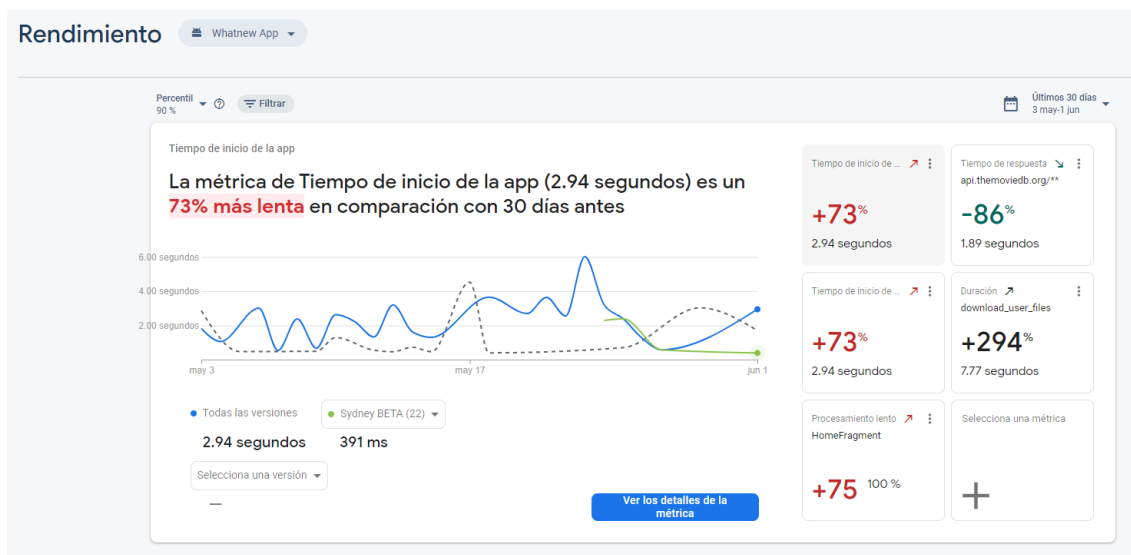 Rendimiento
Whatnew App
Percentil
90 %
Filtrar
Últimos 30 días
3 may-1 jun
Tiempo de inicio de la app
La métrica de Tiempo de inicio de la app (2.94 segundos) es un
73% más lenta en comparación con 30 días antes
6.00 segundos
4.00 segundos
2.00 segundos
may 3
may 17
jun 1
Todas las versiones
Sydney BETA (22)
2.94 segundos
391 ms
Selecciona una versión
—
Ver los detalles de la
métrica
Tiempo de inicio de ...
+73%
2.94 segundos
Tiempo de respuesta
api.themoviedb.org/**
-86%
1.89 segundos
Tiempo de inicio de ...
+73%
2.94 segundos
Duración
download_user_files
+294%
7.77 segundos
Procesamiento lento
HomeFragment
+75 100 %
Selecciona una métrica
+